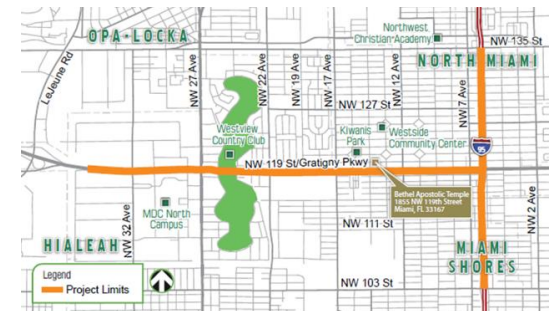 OPA-LOCKA
Northwest
Christian Academy
NW 135 St
NORTH MIAMI
LeJeune Rd
NW 27 Ave
NW 22 Ave
NW 19 Ave
NW 17 Ave
NW 12 Ave
NW 7 Ave
NW 127 St
Westview
Country Club
Kiwanis
Park
Westside
Community Center
95
NW 119 St/Gratigny Pkwy
Bethel Apostolic Temple
1855 NW 119th Street
Miami, FL 33167
MDC North
Campus
NW 32 Ave
NW 2 Ave
NW 111 St
HIALEAH
MIAMI
SHORES
Legend
Project Limits
NW 103 St